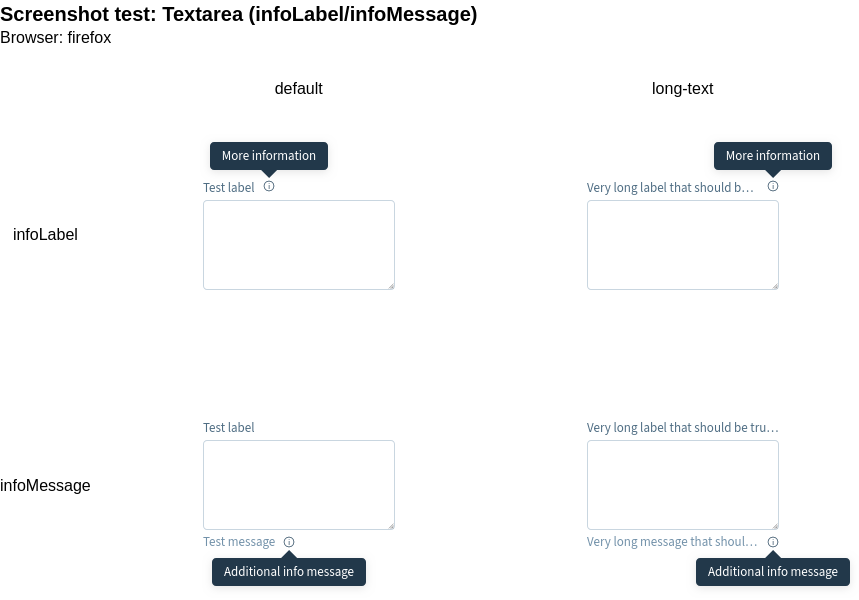 Screenshot test: Textarea (infoLabel/infoMessage)
Browser: firefox
default
long-text
More information
More information
Test label
Very long label that should b…
infoLabel
Test label
Very long label that should be tru…
infoMessage
Test message
Very long message that shoul…
Additional info message
Additional info message